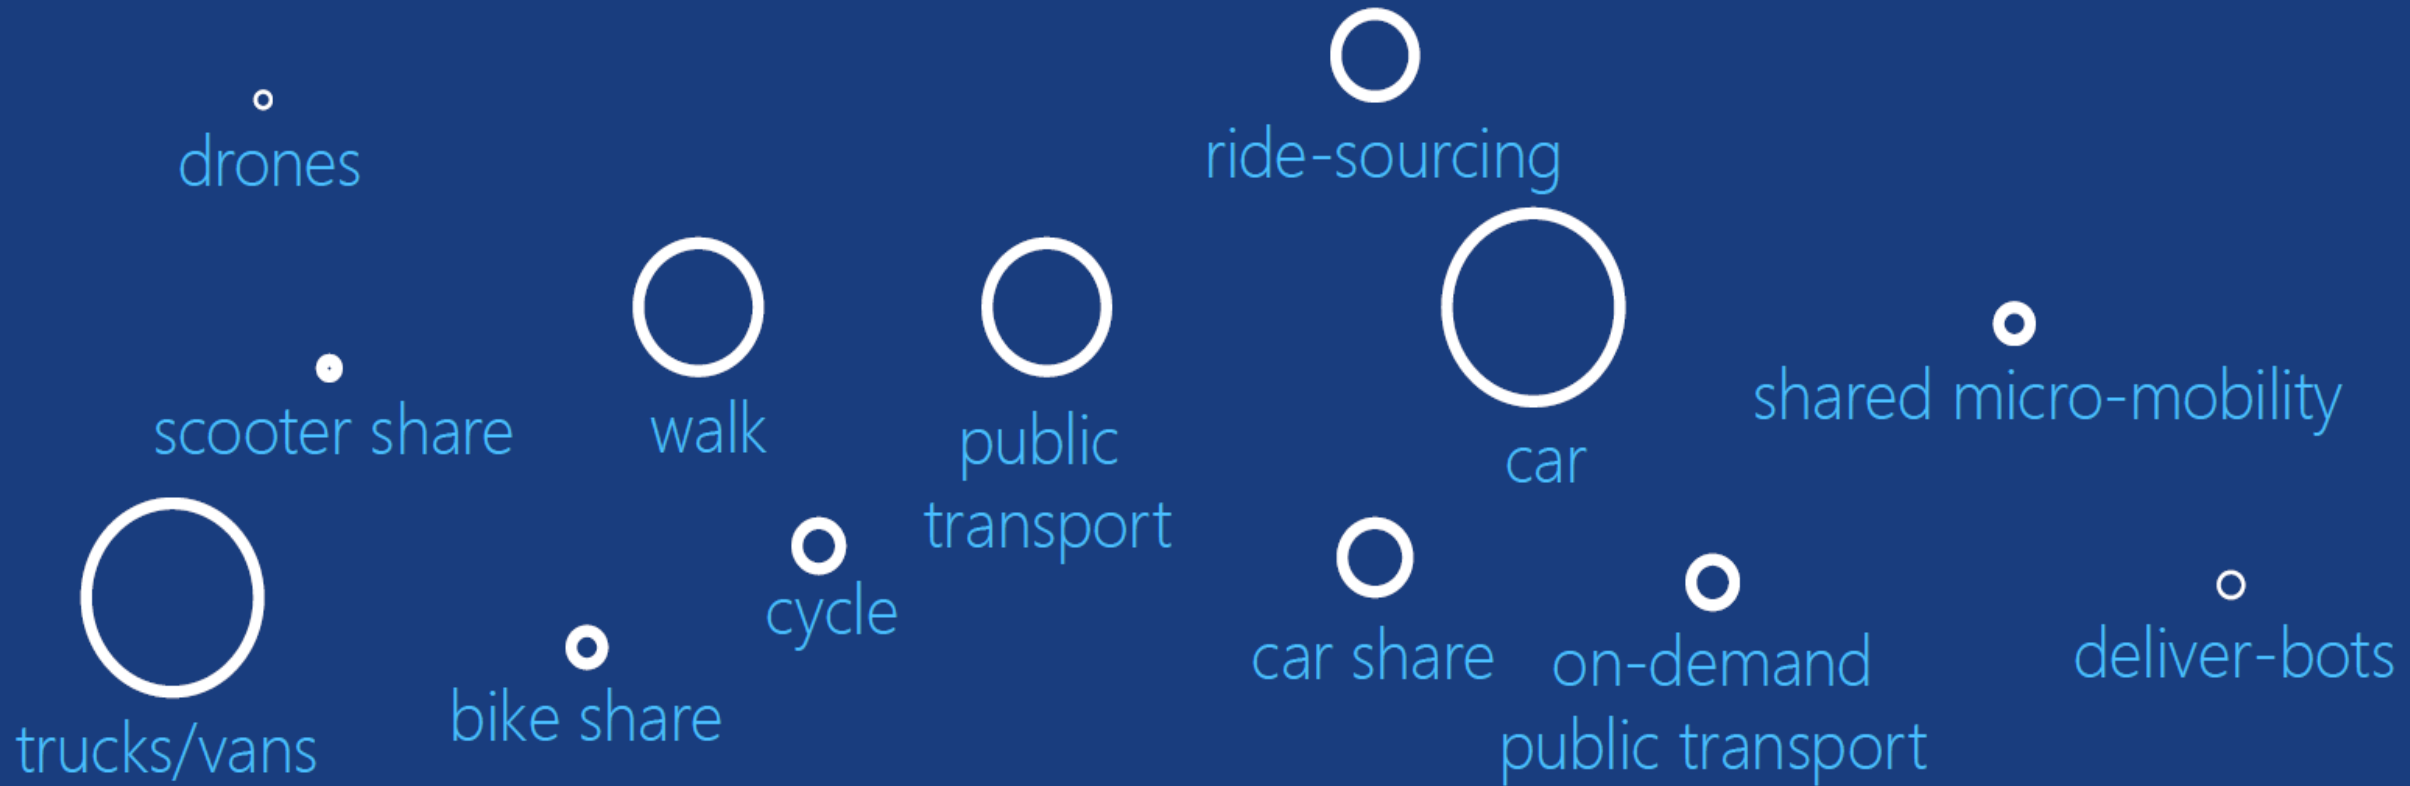 drones
ride-sourcing
scooter share
walk
public
transport
car
shared micro-mobility
trucks/vans
bike share
cycle
car share
on-demand
public transport
deliver-bots